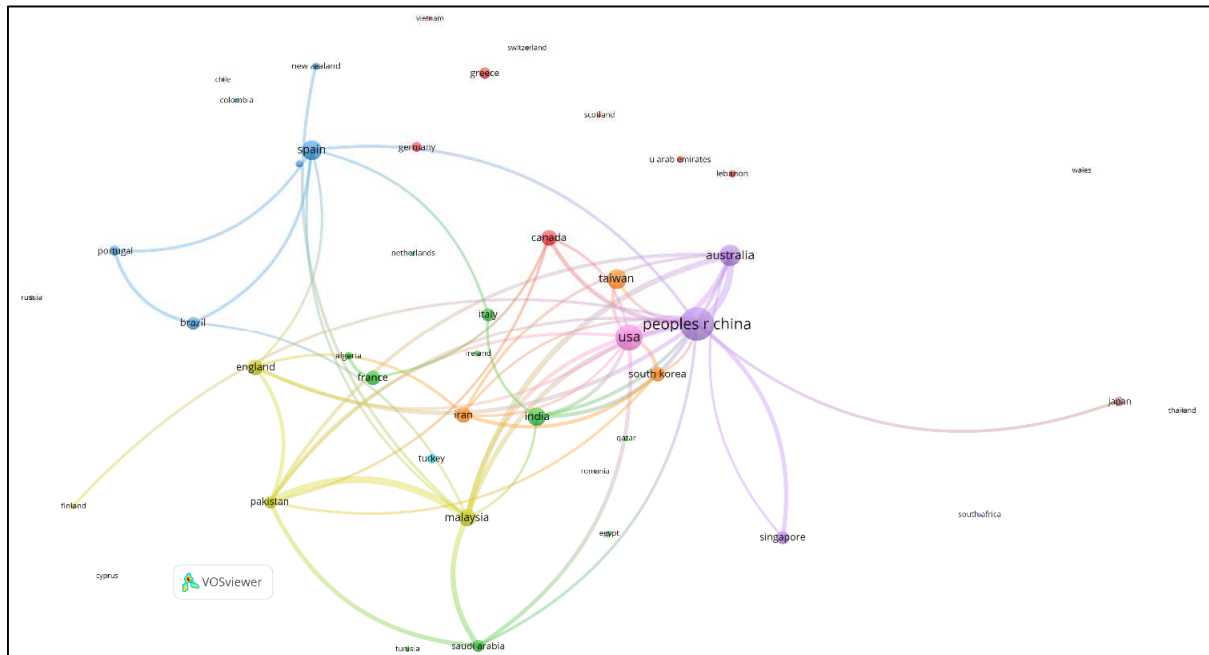 vietnam
switzerland
new zealand
greece
chile
colombia
scotland
spain
germany
u arab emirates
lebanon
wales
canada
portugal
netherlands
australia
taiwan
russia
italy
brazil
peoples r china
usa
algeria
ireland
england
france
south korea
japan
thailand
iran
india
qatar
turkey
romania
finland
pakistan
malaysia
south africa
egypt
singapore
cyprus
VOSviewer
tunisia
saudi arabia